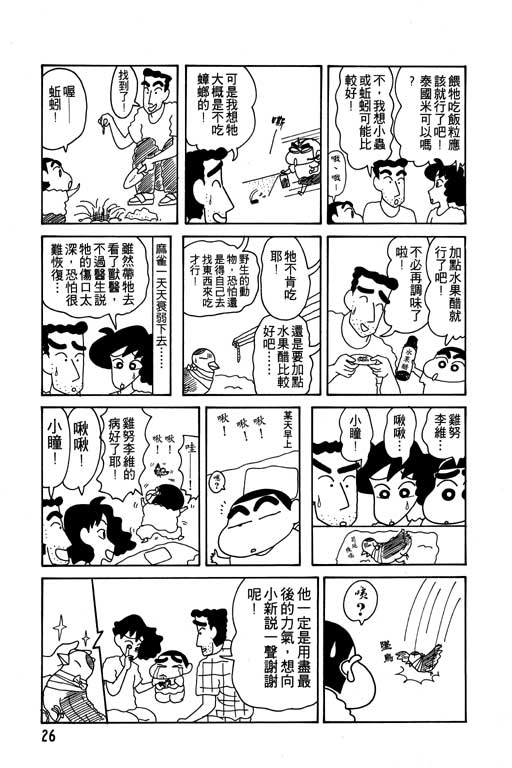 餵牠吃飯粒應
該就行了吧！
泰國米可以嗎
？
不，我想小蟲
或蚯蚓可能比
較好！
啾、啾…
可是我想牠
大概是不吃
蟑螂的！
找到了！
喔──
蚯蚓！
加點水果醋就
行了吧！
不必再調味了
啦！
水果醋
牠不肯吃
耶！
還是要加點
水果醋比較
好吧……
野生的動
物，恐怕還
是得自己去
找東西來吃
才行！
麻雀一天天衰弱下去……
雖然帶牠去
看了獸醫，
不過醫生說
牠的傷口太
深，恐怕很
難恢復…
雞努
李維…
啾啾…
小瞳！
某天早上
啾！
啾！
咦？
哇！
啾！
啾！
雞努李維的
病好了耶！
啾啾！
小瞳！
咦？
墜鳥
他一定是用盡最
後的力氣，想向
小新說一聲謝謝
呢！
26